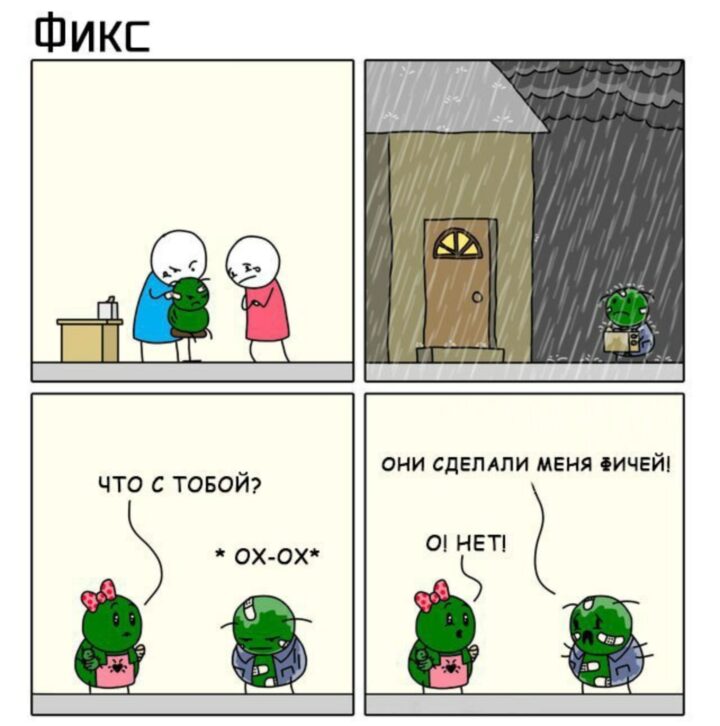 ФИКС
ЧТО С ТОБОЙ?
* ОХ-ОХ*
ОНИ СДЕЛАЛИ МЕНЯ ФИЧЕЙ!
О! НЕТ!